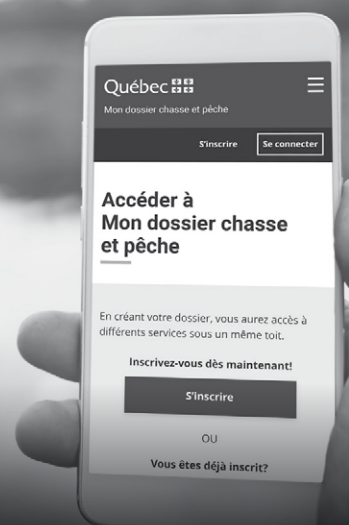 Québec
Mon dossier chasse et pêche
S'inscrire
Se connecter
Accéder à
Mon dossier chasse
et pêche
En créant votre dossier, vous aurez accès à
différents services sous un même toit.
Inscrivez-vous dès maintenant!
S'inscrire
OU
Vous êtes déjà inscrit?